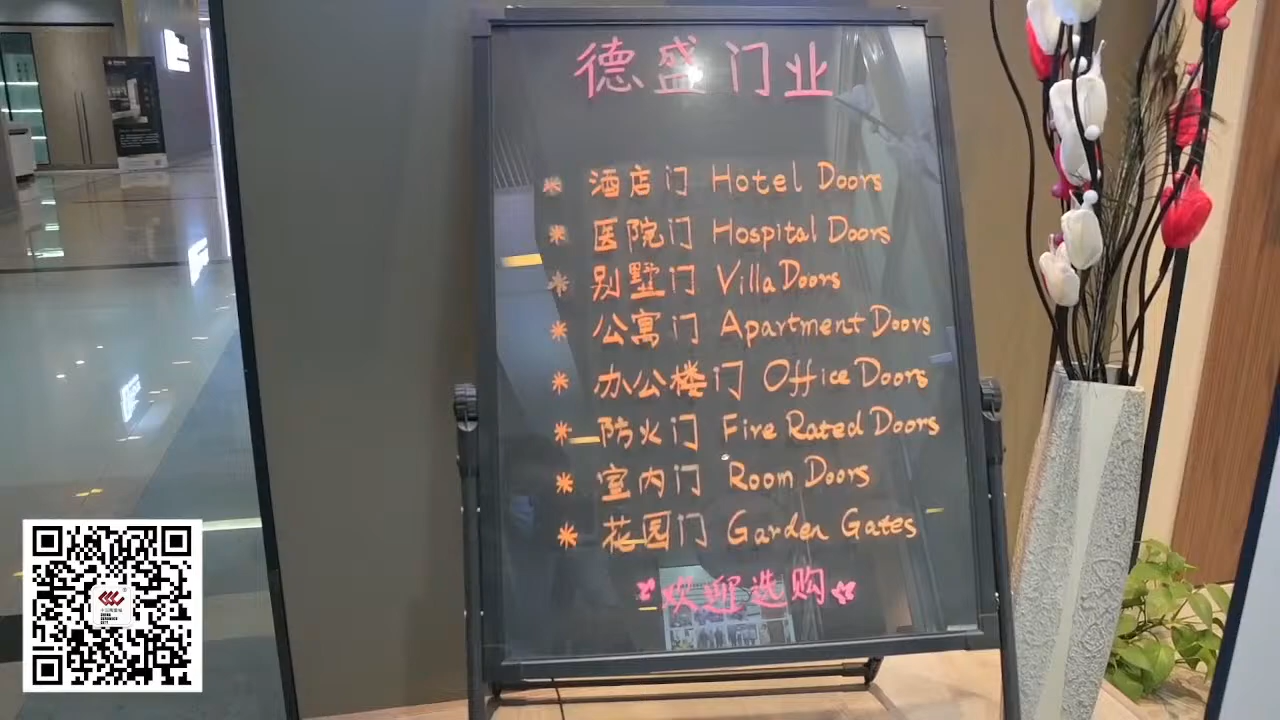 德盛门业
* 酒店门 Hotel Doors
* 医院门 Hospital Doors
* 别墅门 Villa Doors
* 公寓门 Apartment Doors
* 办公楼门 Office Doors
* 防火门 Fire Rated Doors
* 室内门 Room Doors
* 花园门 Garden Gates
欢迎选购